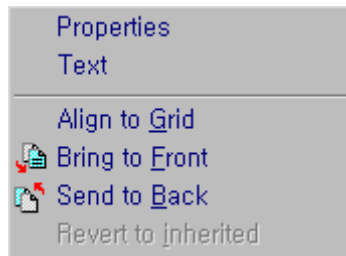 Properties
Text
Align to Grid
Bring to Front
Send to Back
Revert to inherited